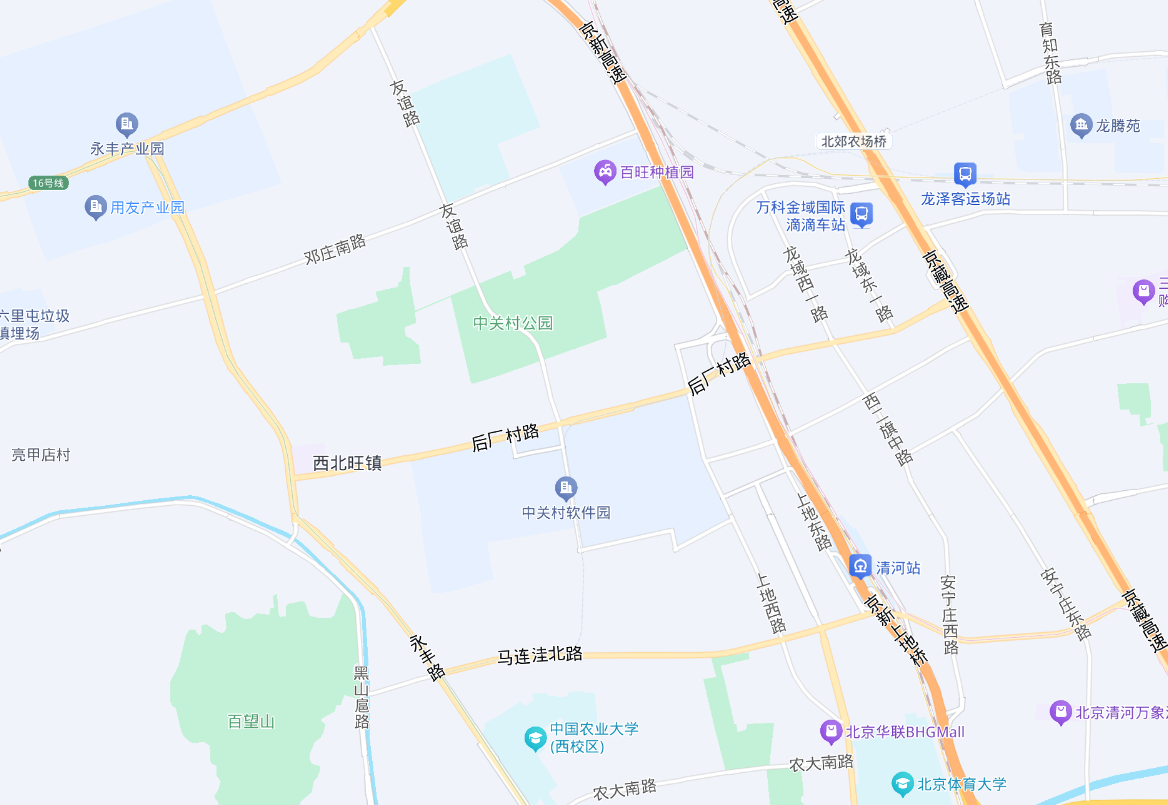 京新高速
京藏高速
育知东路
友谊路
永丰产业园
北郊农场桥
龙腾苑
16号线
百旺种植园
用友产业园
龙泽客运场站
万科金域国际
滴滴车站
友谊路
邓庄南路
龙域西一路
龙域东一路
京藏高速
六里屯垃圾
填埋场
中关村公园
后厂村路
后厂村路
西二旗中路
亮甲店村
西北旺镇
中关村软件园
上地东路
清河站
上地西路
安宁庄西路
安宁庄东路
京新上地桥
京藏高速
永丰路
马连洼北路
黑山扈路
百望山
中国农业大学
(西校区)
北京华联BHGMall
北京清河万象
农大南路
农大南路
北京体育大学